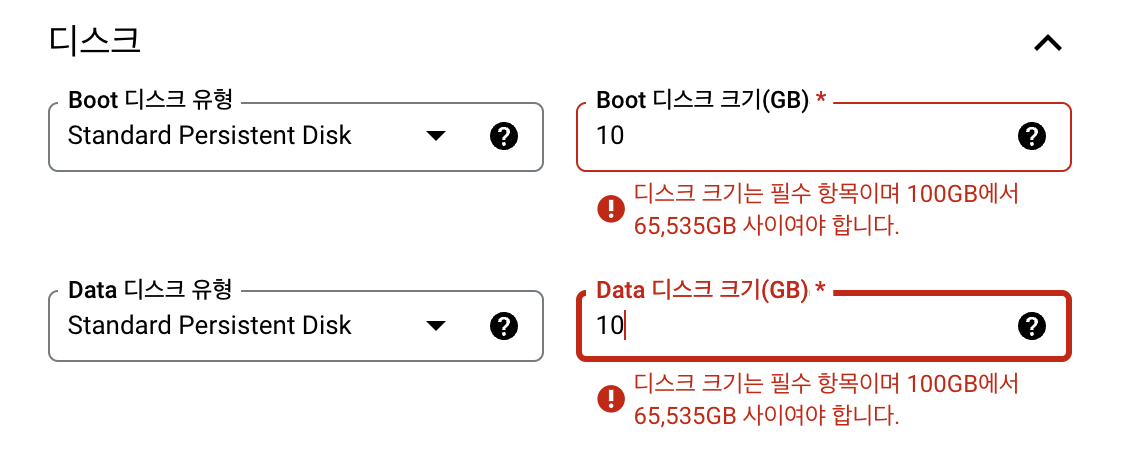 디스크
Boot 디스크 유형
Standard Persistent Disk
Boot 디스크 크기(GB) *
10
디스크 크기는 필수 항목이며 100GB에서
65,535GB 사이여야 합니다.
Data 디스크 유형
Standard Persistent Disk
Data 디스크 크기(GB) *
10
디스크 크기는 필수 항목이며 100GB에서
65,535GB 사이여야 합니다.